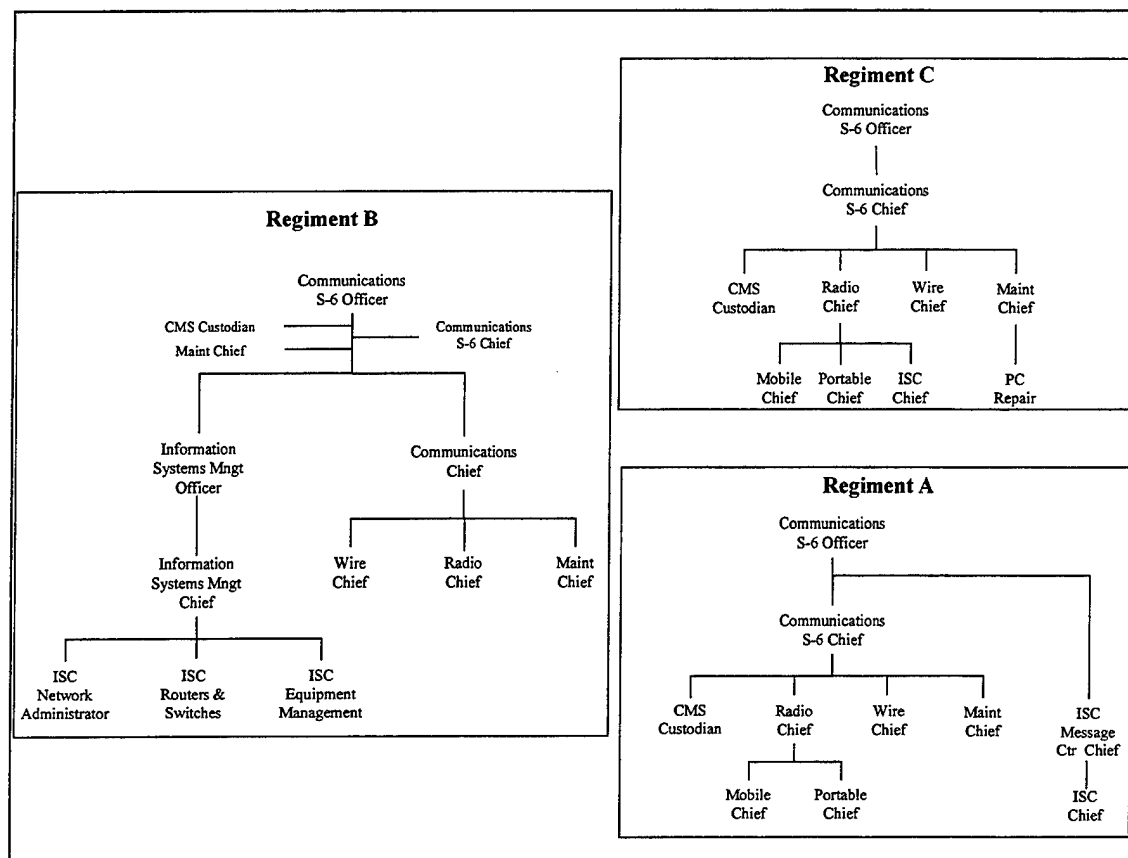 Regiment C
Communications
S-6 Officer
Communications
S-6 Chief
CMS
Custodian
Radio
Chief
Wire
Chief
Maint
Chief
Mobile
Chief
Portable
Chief
ISC
Chief
PC
Repair
Regiment B
Communications
S-6 Officer
CMS Custodian
Maint Chief
Communications
S-6 Chief
Information
Systems Mngt
Officer
Communications
Chief
Information
Systems Mngt
Chief
Wire
Chief
Radio
Chief
Maint
Chief
ISC
Network
Administrator
ISC
Routers &
Switches
ISC
Equipment
Management
Regiment A
Communications
S-6 Officer
Communications
S-6 Chief
CMS
Custodian
Radio
Chief
Wire
Chief
Maint
Chief
ISC
Message
Ctr Chief
Mobile
Chief
Portable
Chief
ISC
Chief